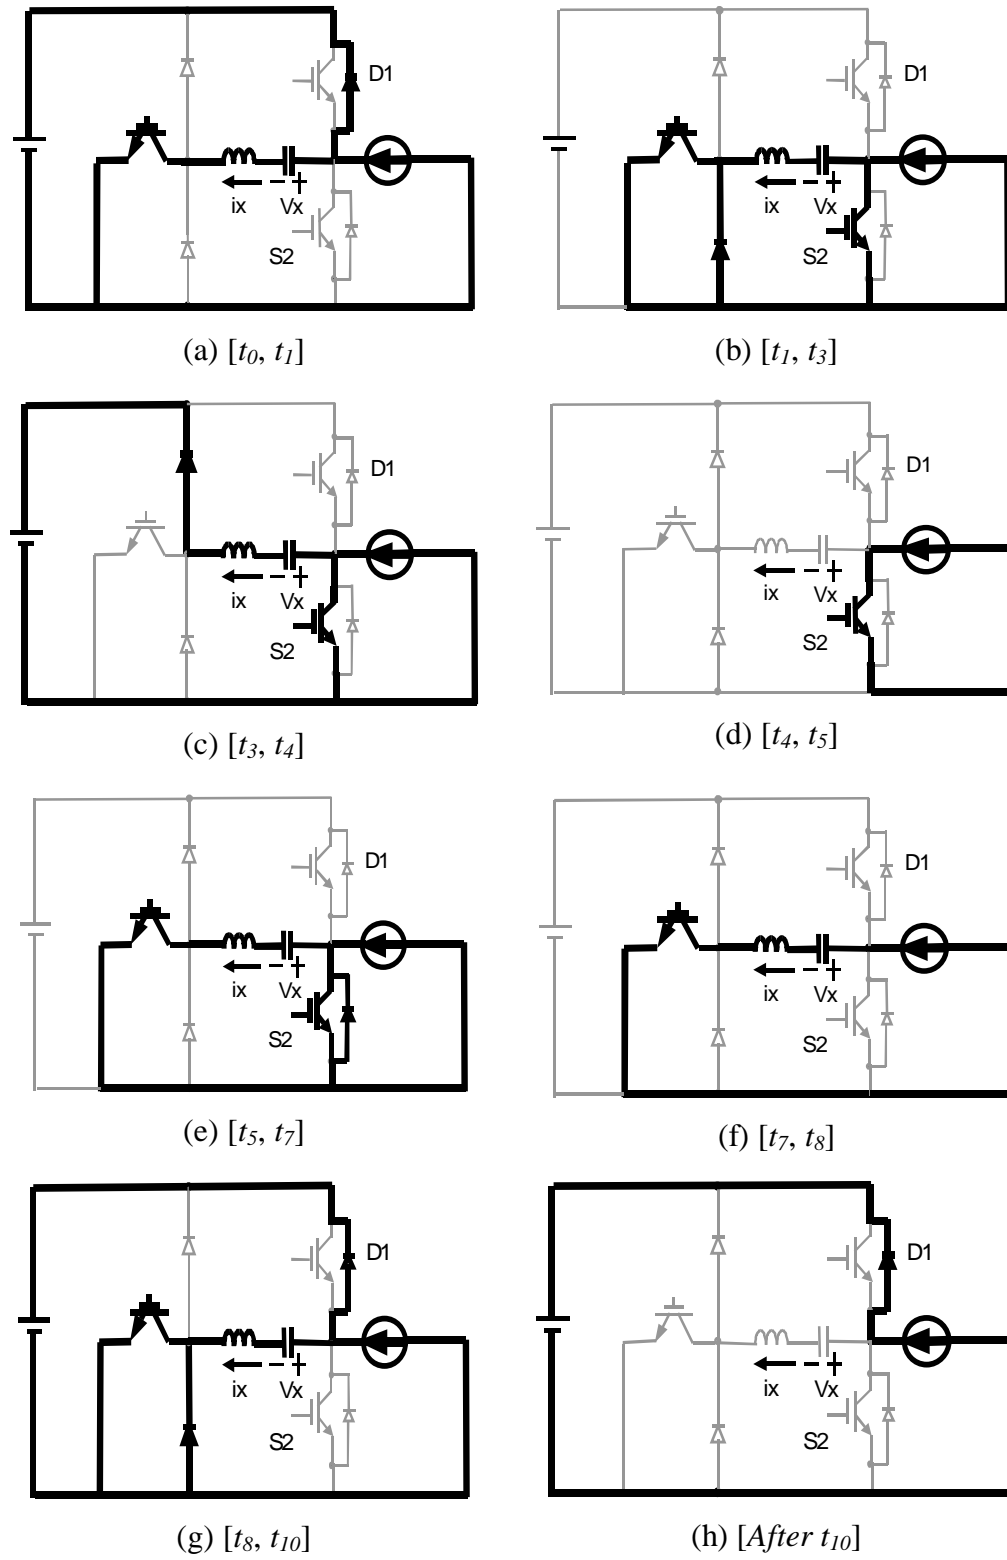 D1
ix
− +
Vx
S2
(a) [t0, t1]
D1
ix
− +
Vx
S2
(b) [t1, t3]
D1
ix
− +
Vx
S2
(c) [t3, t4]
D1
ix
− +
Vx
S2
(d) [t4, t5]
D1
ix
− +
Vx
S2
(e) [t5, t7]
D1
ix
− +
Vx
S2
(f) [t7, t8]
D1
ix
− +
Vx
S2
(g) [t8, t10]
D1
ix
− +
Vx
S2
(h) [After t10]